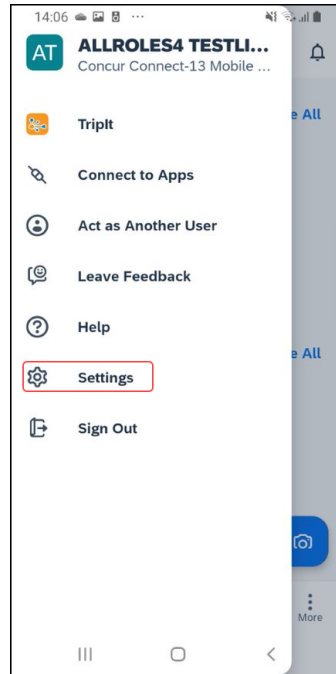 14:06
AT
ALLROLES4 TESTLI...
Concur Connect-13 Mobile ...
e All
TripIt
Connect to Apps
Act as Another User
Leave Feedback
Help
e All
Settings
Sign Out
More